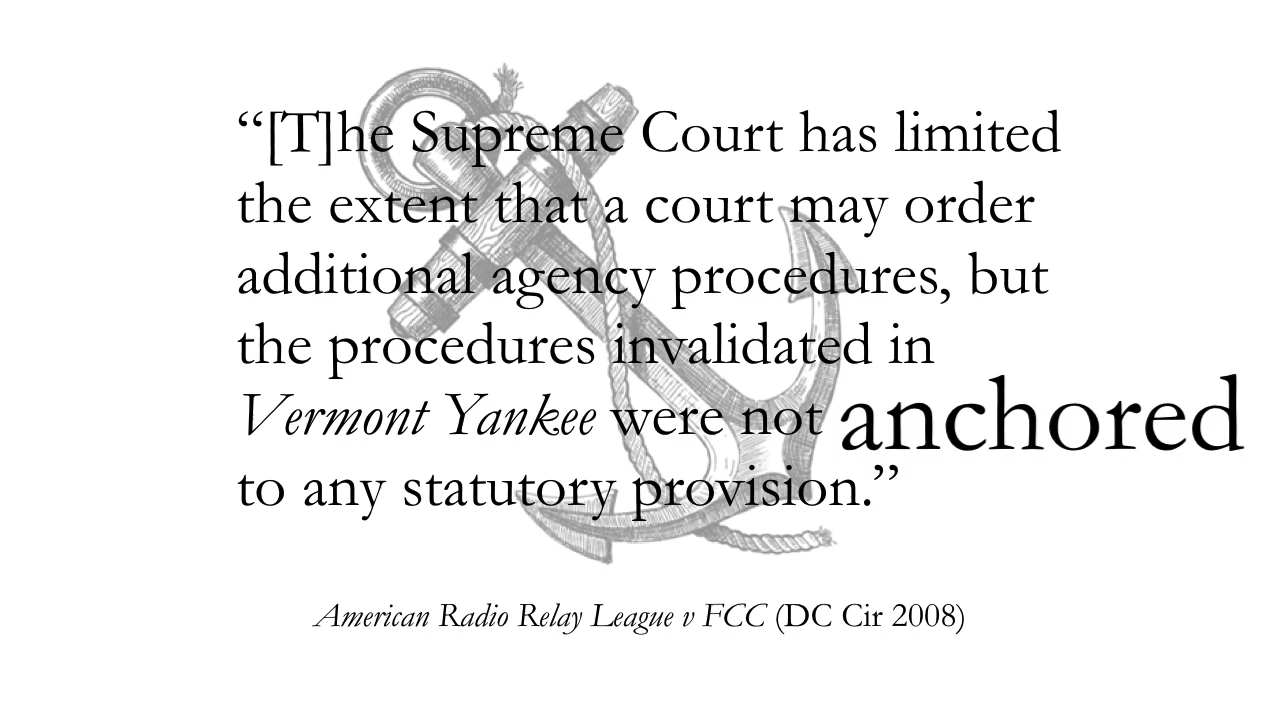 “[T]he Supreme Court has limited
the extent that a court may order
additional agency procedures, but
the procedures invalidated in
Vermont Yankee were not anchored
to any statutory provision.”
American Radio Relay League v FCC (DC Cir 2008)